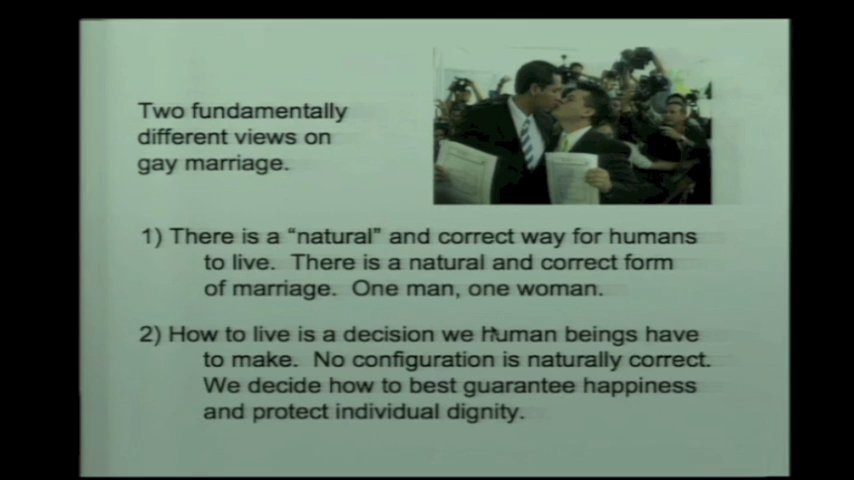 Two fundamentally
different views on
gay marriage.
1) There is a “natural” and correct way for humans
to live. There is a natural and correct form
of marriage. One man, one woman.
2) How to live is a decision we human beings have
to make. No configuration is naturally correct.
We decide how to best guarantee happiness
and protect individual dignity.